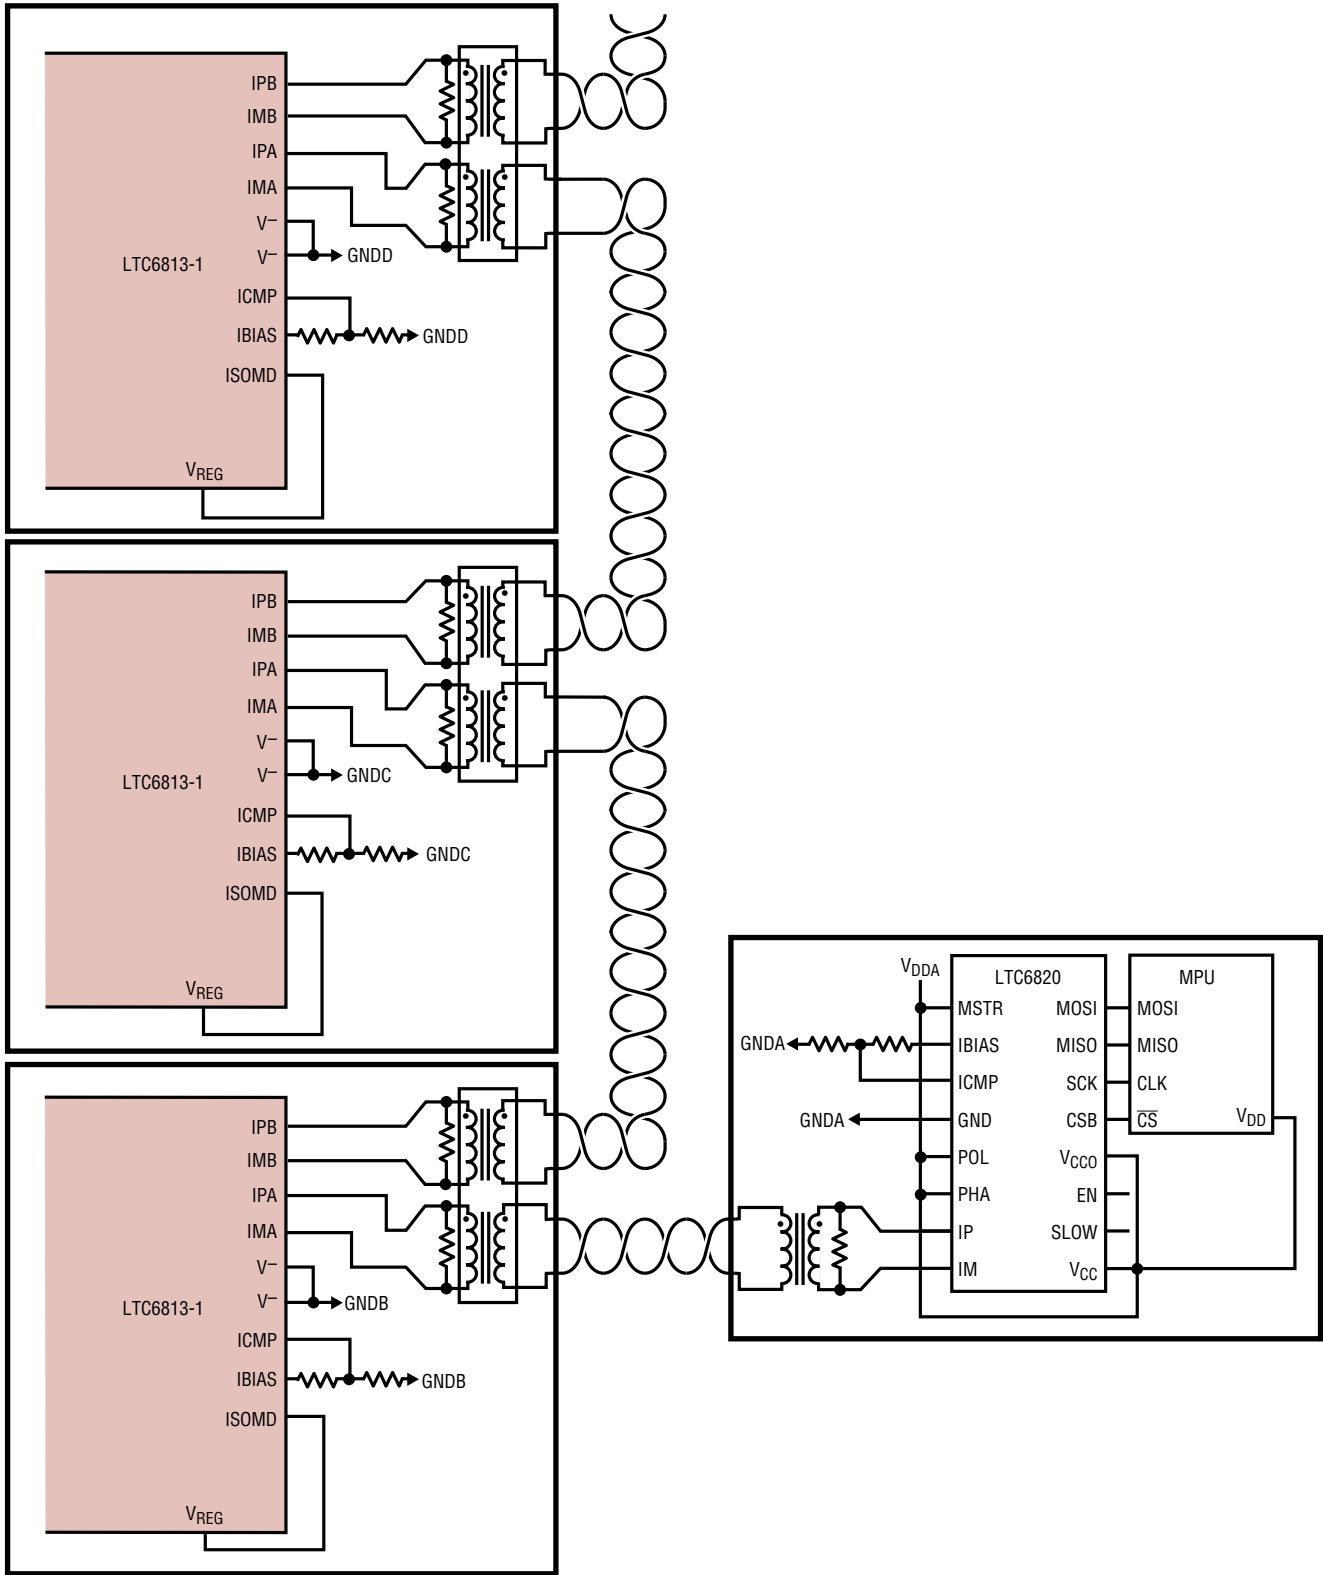 IPB
IMB
IPA
IMA
V–
V–
GNDD
LTC6813-1
ICMP
IBIAS
GNDD
ISOMD
VREG
IPB
IMB
IPA
IMA
V–
V–
GNDC
LTC6813-1
ICMP
IBIAS
GNDC
ISOMD
VREG
IPB
IMB
IPA
IMA
V–
V–
GNDB
LTC6813-1
ICMP
IBIAS
GNDB
ISOMD
VREG
VDDA
LTC6820
MPU
MSTR
MOSI
MOSI
GNDA
IBIAS
MISO
MISO
ICMP
SCK
CLK
GNDA
GND
CSB
CS
VDD
POL
VCCO
PHA
EN
IP
SLOW
IM
VCC